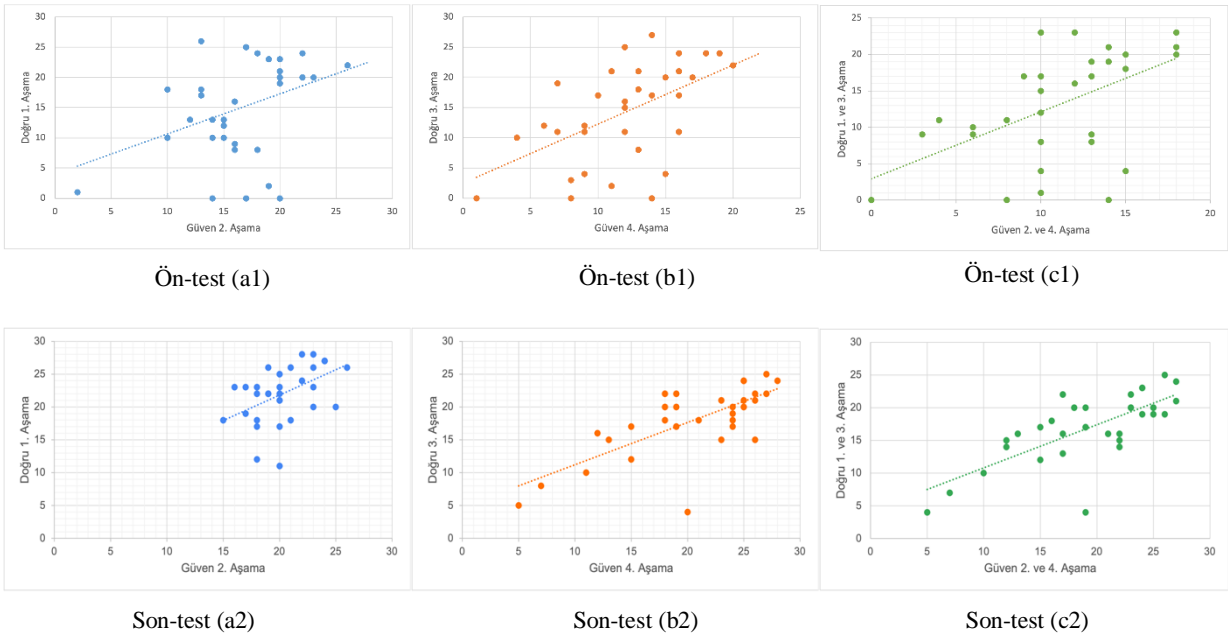 30
25
20
15
10
5
0
Doğru 1. Aşama
0 5 10 15 20 25 30
Güven 2. Aşama
Ön-test (a1)
30
25
20
15
10
5
0
Doğru 3. Aşama
0 5 10 15 20 25
Güven 4. Aşama
Ön-test (b1)
25
20
15
10
5
0
Doğru 1. ve 3. Aşama
0 5 10 15 20
Güven 2. ve 4. Aşama
Ön-test (c1)
30
25
20
15
10
5
0
Doğru 1. Aşama
0 5 10 15 20 25 30
Güven 2. Aşama
Son-test (a2)
30
25
20
15
10
5
0
Doğru 3. Aşama
0 5 10 15 20 25 30
Güven 4. Aşama
Son-test (b2)
30
25
20
15
10
5
0
Doğru 1. ve 3. Aşama
0 5 10 15 20 25 30
Güven 2. ve 4. Aşama
Son-test (c2)